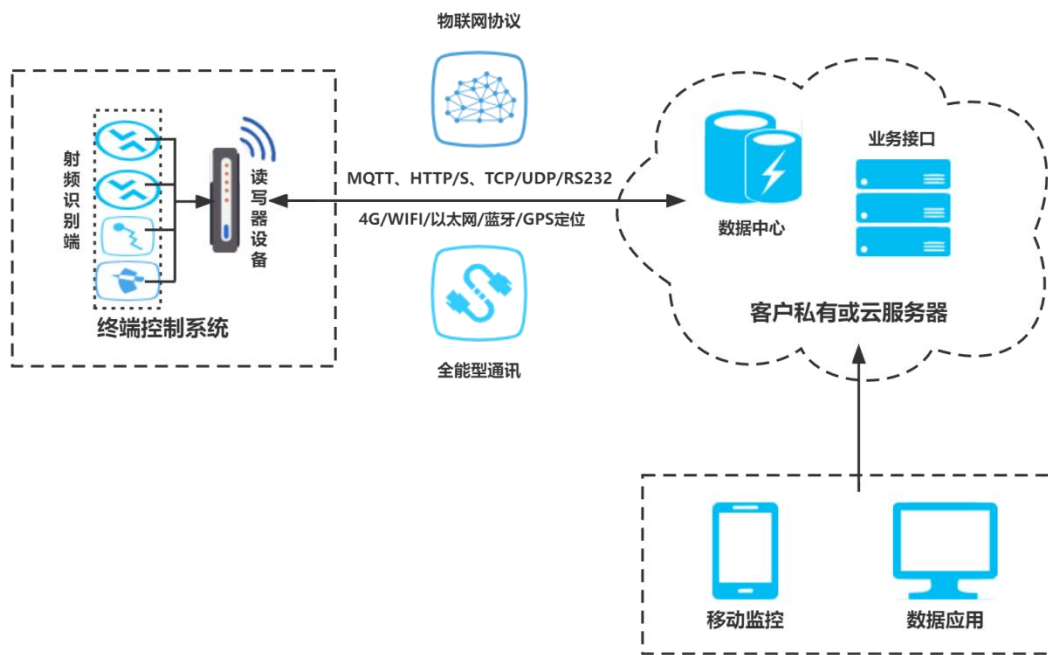 物联网协议
射频识别端
读写器设备
终端控制系统
MQTT、HTTP/S、TCP/UDP/RS232
4G/WIFI/以太网/蓝牙/GPS定位
全能型通讯
业务接口
数据中心
客户私有或云服务器
移动监控
数据应用